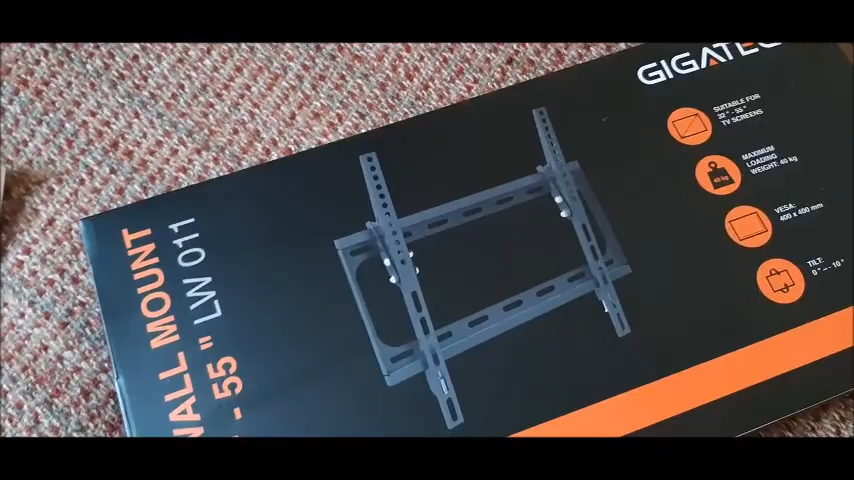 GIGATEC
SUITABLE FOR
32" - 55"
TV SCREENS
40 kg
MAXIMUM
LOADING
WEIGHT: 40 kg
VESA:
400 x 400 mm
TILT:
0° – - 10°
WALL MOUNT
- 55" LW 011